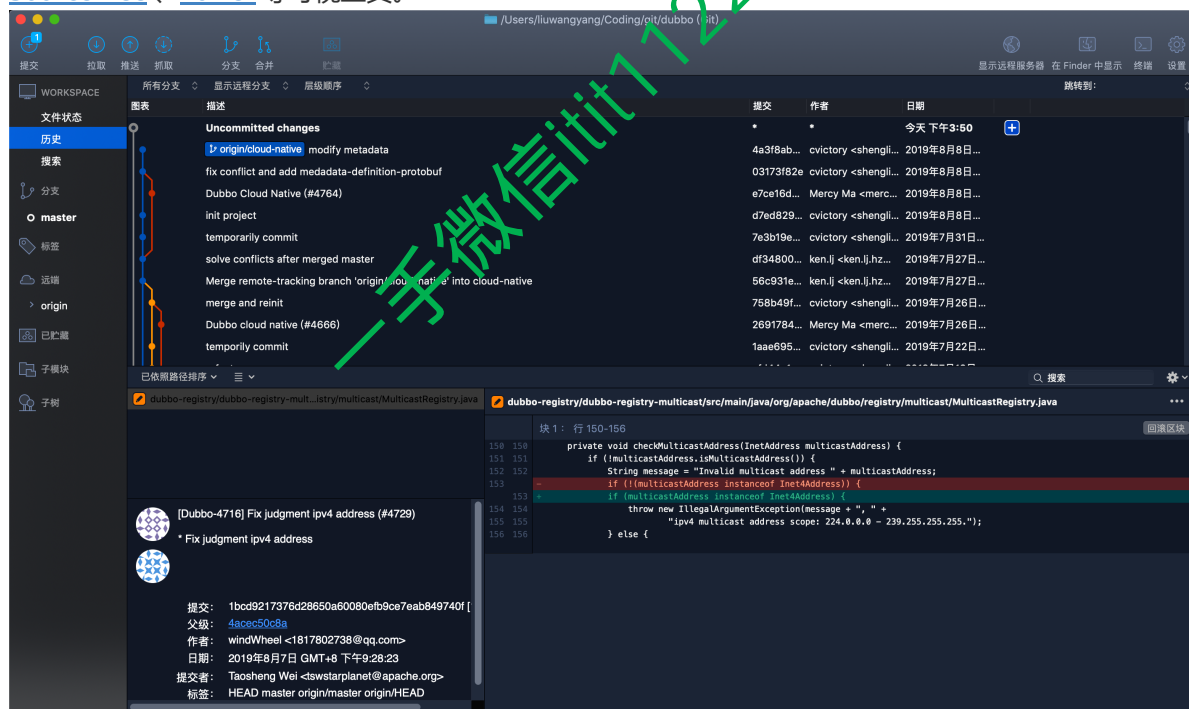 /Users/liuwangyang/Coding/git/dubbo (Git)
1
提交 拉取 推送 抓取 分支 合并 贮藏 显示远程服务器 在 Finder 中显示 终端 设置
WORKSPACE
文件状态
历史
搜索
分支
master
标签
远端
origin
已贮藏
子模块
子树
所有分支 显示远程分支 层级顺序 跳转到:
图表 描述 提交 作者 日期
Uncommitted changes * * 今天 下午3:50
origin/cloud-native modify metadata 4a3f8ab... cvictory <shengli... 2019年8月8日...
fix conflict and add medadata-definition-protobuf 03173f82e cvictory <shengli... 2019年8月8日...
Dubbo Cloud Native (#4764) e7ce16d... Mercy Ma <merc... 2019年8月8日...
init project d7ed829... cvictory <shengli... 2019年8月8日...
temporarily commit 7e3b19e... cvictory <shengli... 2019年7月31日...
solve conflicts after merged master df34800... ken.lj <ken.lj.hz... 2019年7月27日...
Merge remote-tracking branch 'origin/cloud-native' into cloud-native 56c931e... ken.lj <ken.lj.hz... 2019年7月27日...
merge and reinit 758b49f... cvictory <shengli... 2019年7月26日...
Dubbo cloud native (#4666) 2691784... Mercy Ma <merc... 2019年7月26日...
temporily commit 1aae695... cvictory <shengli... 2019年7月22日...
已依照路径排序 搜索
dubbo-registry/dubbo-registry-mult...istry/multicast/MulticastRegistry.java
dubbo-registry/dubbo-registry-multicast/src/main/java/org/apache/dubbo/registry/multicast/MulticastRegistry.java
块 1： 行 150-156 回滚区块
150 150 private void checkMulticastAddress(InetAddress multicastAddress) {
151 151 if (!multicastAddress.isMulticastAddress()) {
152 152 String message = "Invalid multicast address " + multicastAddress;
153 - if (!(multicastAddress instanceof Inet4Address)) {
153 + if (multicastAddress instanceof Inet4Address) {
154 154 throw new IllegalArgumentException(message + ", " +
155 155 "ipv4 multicast address scope: 224.0.0.0 - 239.255.255.255.");
156 156 } else {
[Dubbo-4716] Fix judgment ipv4 address (#4729)
* Fix judgment ipv4 address
提交： 1bcd9217376d28650a60080efb9ce7eab849740f [
父级： 4acec50c8a
作者： windWheel <1817802738@qq.com>
日期： 2019年8月7日 GMT+8 下午9:28:23
提交者： Taosheng Wei <tswstarplanet@apache.org>
标签： HEAD master origin/master origin/HEAD
一手微信itit112